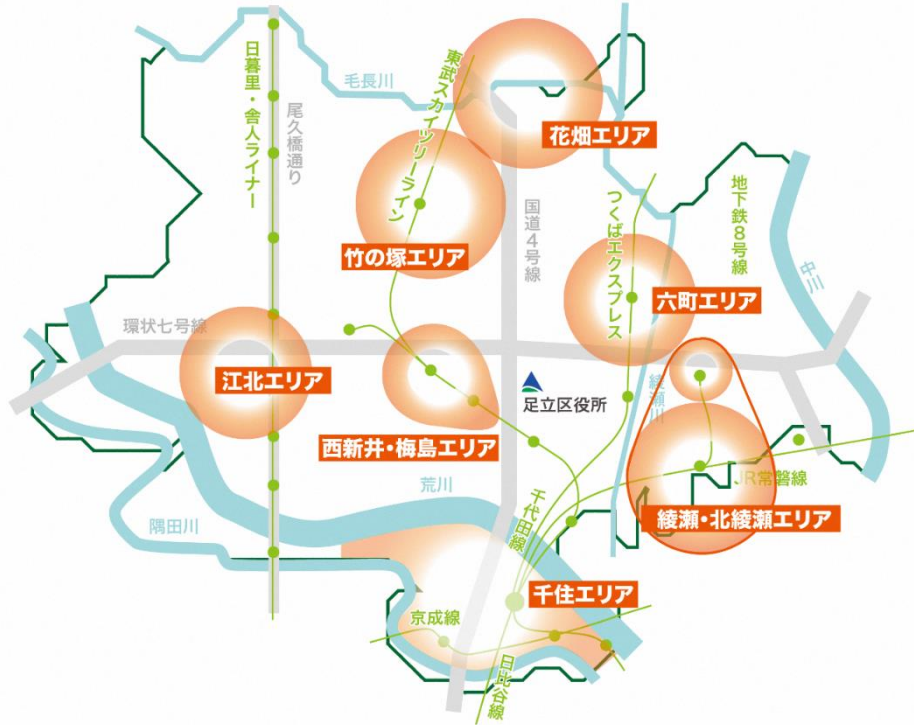 日暮里・舎人ライナー
尾久橋通り
毛長川
東武スカイツリーライン
花畑エリア
竹の塚エリア
国道4号線
つくばエクスプレス
地下鉄8号線
中川
六町エリア
環状七号線
江北エリア
西新井・梅島エリア
足立区役所
綾瀬川
JR常磐線
綾瀬・北綾瀬エリア
荒川
隅田川
千代田線
千住エリア
京成線
日比谷線